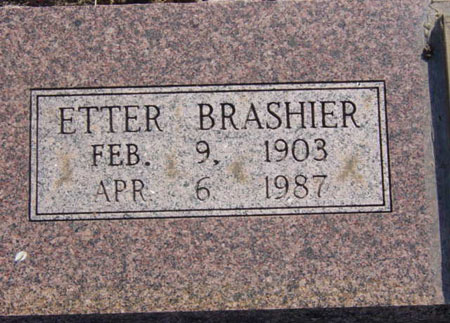 ETTER BRASHIER
FEB. 9, 1903
APR. 6 1987